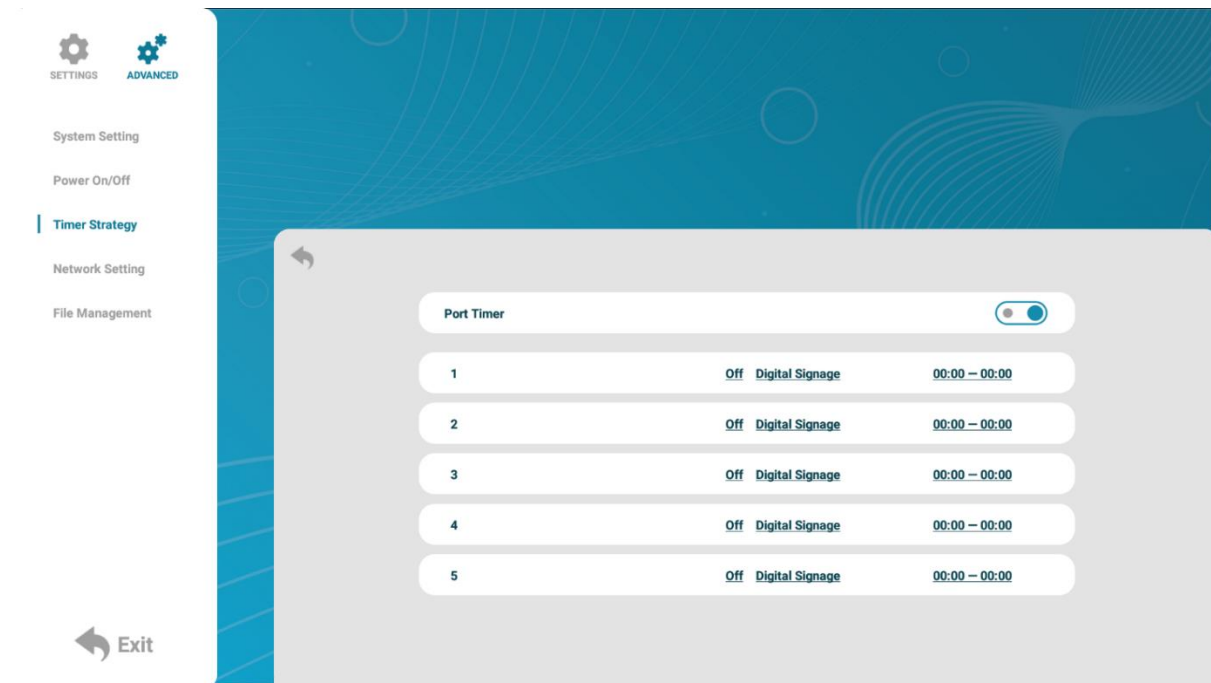 SETTINGS ADVANCED
System Setting
Power On/Off
Timer Strategy
Network Setting
File Management
Exit
Port Timer
1 Off Digital Signage 00:00 — 00:00
2 Off Digital Signage 00:00 — 00:00
3 Off Digital Signage 00:00 — 00:00
4 Off Digital Signage 00:00 — 00:00
5 Off Digital Signage 00:00 — 00:00